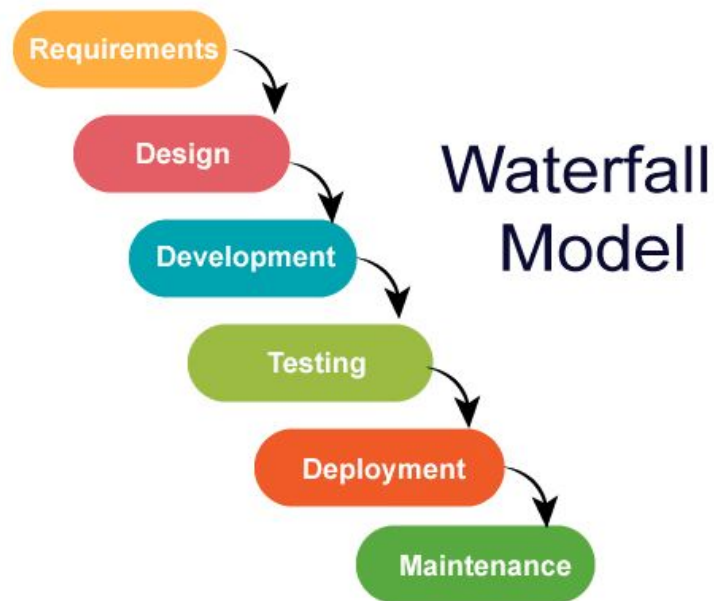 Requirements
Design
Waterfall
Model
Development
Testing
Deployment
Maintenance